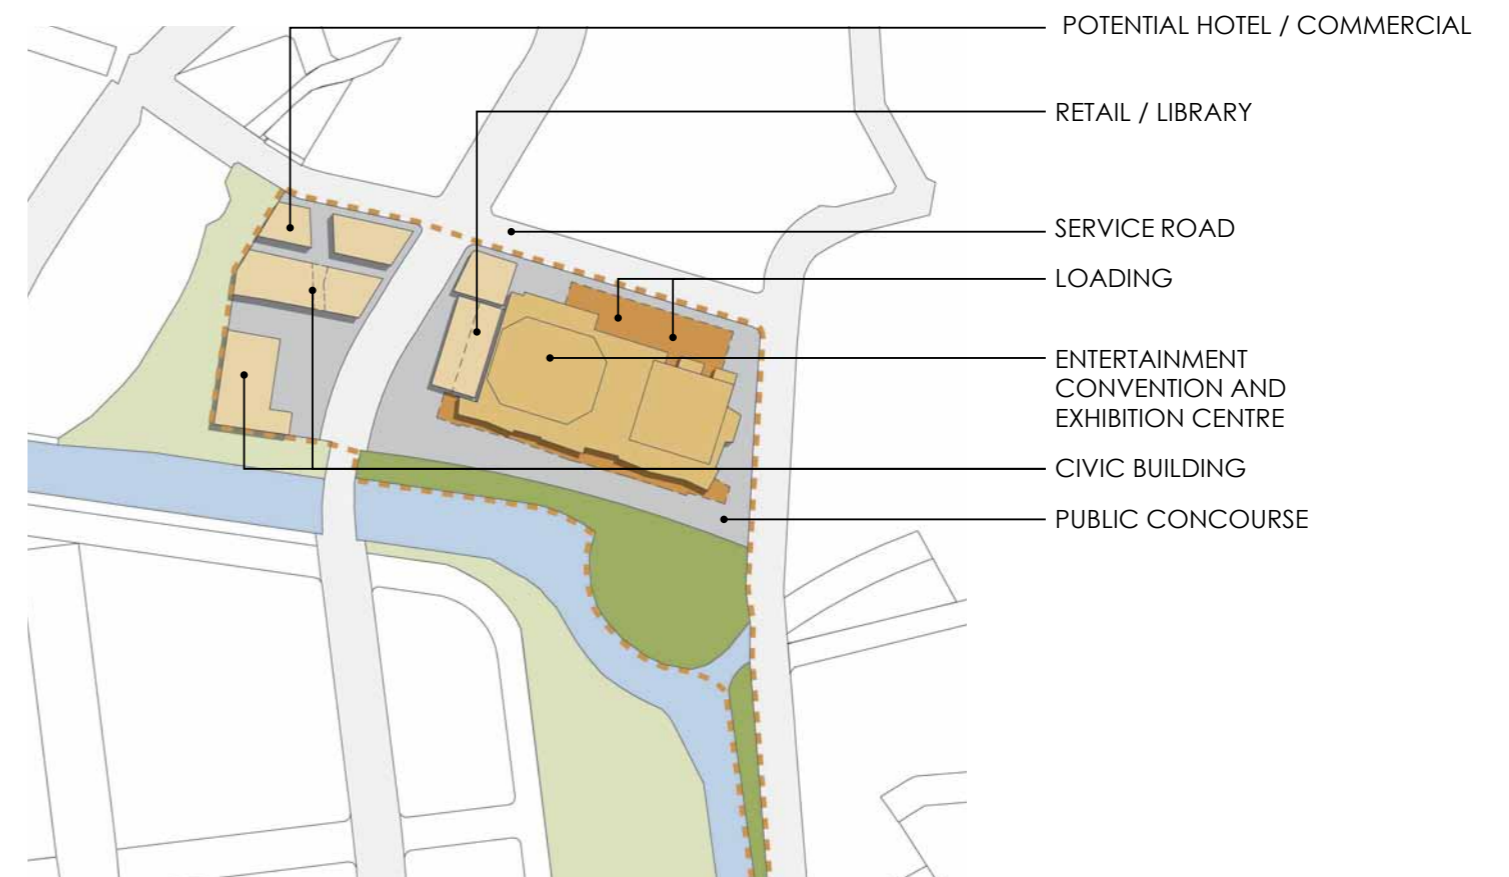 POTENTIAL HOTEL / COMMERCIAL
RETAIL / LIBRARY
SERVICE ROAD
LOADING
ENTERTAINMENT
CONVENTION AND
EXHIBITION CENTRE
CIVIC BUILDING
PUBLIC CONCOURSE